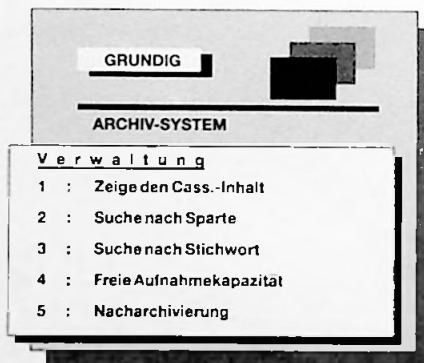 GRUNDIG
ARCHIV-SYSTEM
Verwaltung
1 : Zeige den Cass.-Inhalt
2 : Suche nach Sparte
3 : Suche nach Stichwort
4 : Freie Aufnahmekapazität
5 : Nacharchivierung